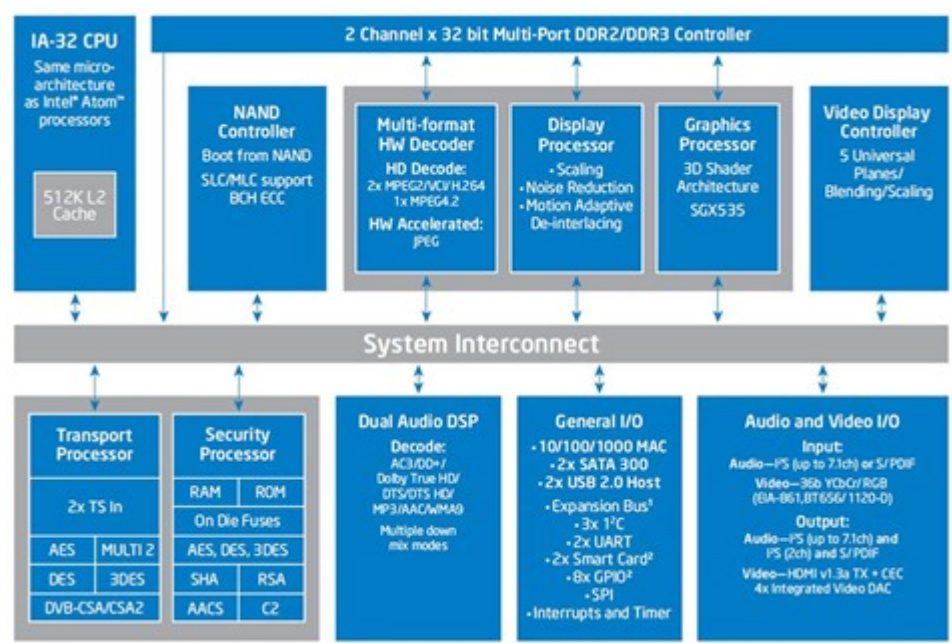 IA-32 CPU
Same micro-
architecture
as Intel® Atom™
processors
512K L2
Cache
2 Channel x 32 bit Multi-Port DDR2/DDR3 Controller
NAND
Controller
Boot from NAND
SLC/MLC support
BCH ECC
Multi-format
HW Decoder
HD Decode:
2x MPEG2/VCI/H.264
1x MPEG4.2
HW Accelerated:
JPEG
Display
Processor
•Scaling
•Noise Reduction
•Motion Adaptive
De-interlacing
Graphics
Processor
3D Shader
Architecture
SGX535
Video Display
Controller
5 Universal
Planes/
Blending/Scaling
System Interconnect
Transport
Processor
2x TS In
AES
MULTI 2
DES
3DES
DVB-CSA/CSA2
Security
Processor
RAM
ROM
On Die Fuses
AES, DES, 3DES
SHA
RSA
AACS
C2
Dual Audio DSP
Decode:
AC3/DD+/
Dolby True HD/
DTS/DTS HD/
MP3/AAC/WMA9
Multiple down
mix modes
General I/O
•10/100/1000 MAC
•2x SATA 300
•2x USB 2.0 Host
•Expansion Bus¹
•3x 1²C
•2x UART
•2x Smart Card²
•8x GPIO²
•SPI
•Interrupts and Timer
Audio and Video I/O
Input:
Audio—I²S (up to 7.1ch) or S/PDIF
Video—36b YCbCr/RGB
(EIA-861,BT656/1120-D)
Output:
Audio—I²S (up to 7.1ch) and
I²S (2ch) and S/PDIF
Video—HDMI v1.3a TX + CEC
4x Integrated Video DAC